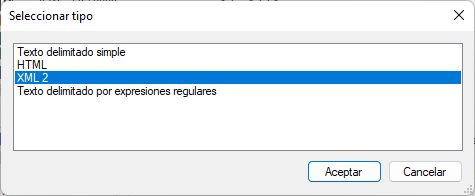 Seleccionar tipo
Texto delimitado simple
HTML
XML 2
Texto delimitado por expresiones regulares
Aceptar
Cancelar